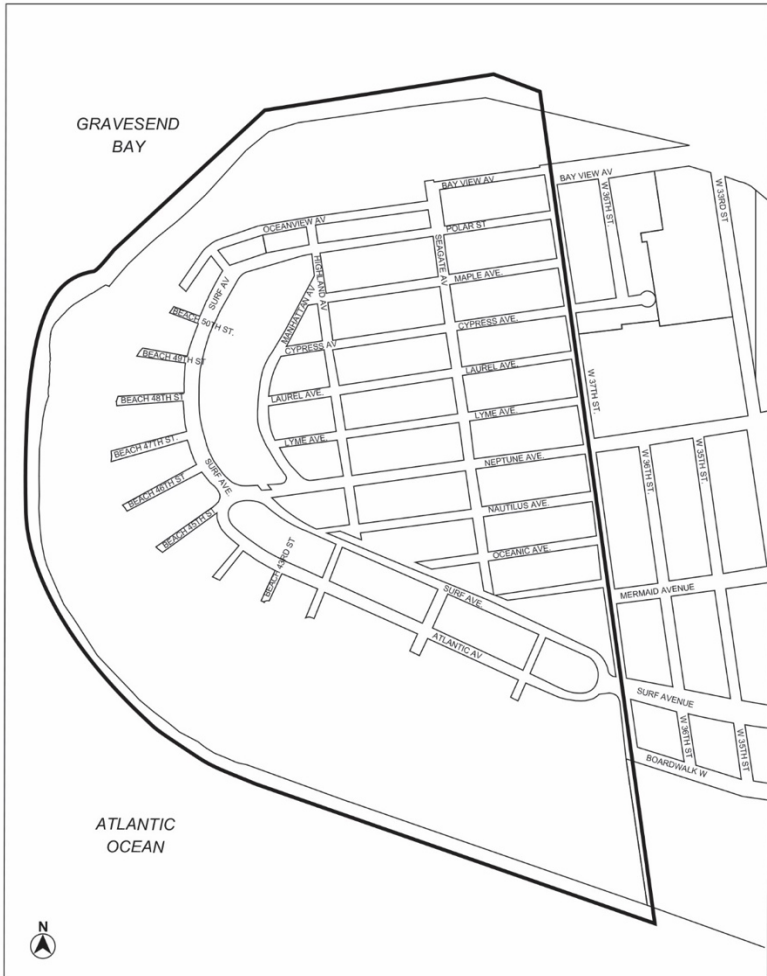 GRAVESEND
BAY
BAY VIEW AV
BAY VIEW AV
W 36TH ST.
W 33RD ST
OCEANVIEW AV
POLAR ST
SEAGATE AV
HIGHLAND AV
MANHATTAN AV
SURF AV
MAPLE AVE.
BEACH 50TH ST.
CYPRESS AVE.
CYPRESS AV
BEACH 49TH ST
LAUREL AVE.
W 37TH ST.
BEACH 48TH ST
LAUREL AVE.
LYME AVE.
BEACH 47TH ST.
LYME AVE.
SURF AVE.
NEPTUNE AVE.
W 36TH ST.
W 35TH ST.
BEACH 46TH ST
NAUTILUS AVE.
BEACH 45TH ST
BEACH 43RD ST
OCEANIC AVE.
SURF AVE.
MERMAID AVENUE
ATLANTIC AV
SURF AVENUE
W 36TH ST
W 35TH ST
BOARDWALK W
ATLANTIC
OCEAN
N